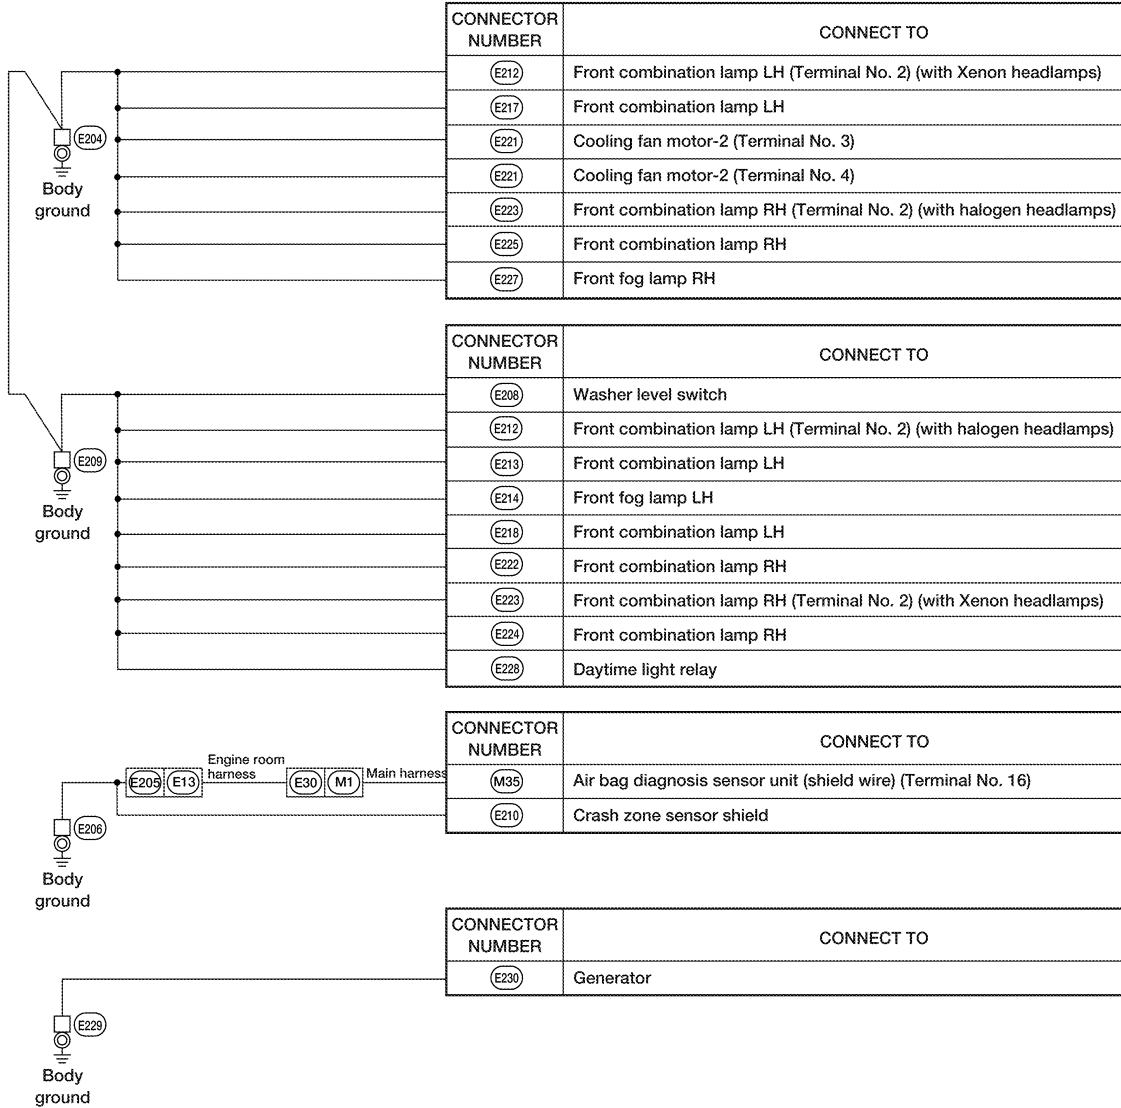 CONNECTOR NUMBER CONNECT TO
E212 Front combination lamp LH (Terminal No. 2) (with Xenon headlamps)
E217 Front combination lamp LH
E204
E221 Cooling fan motor-2 (Terminal No. 3)
E221 Cooling fan motor-2 (Terminal No. 4)
Body
ground
E223 Front combination lamp RH (Terminal No. 2) (with halogen headlamps)
E225 Front combination lamp RH
E227 Front fog lamp RH
CONNECTOR NUMBER CONNECT TO
E208 Washer level switch
E212 Front combination lamp LH (Terminal No. 2) (with halogen headlamps)
E209
E213 Front combination lamp LH
E214 Front fog lamp LH
Body
ground
E218 Front combination lamp LH
E222 Front combination lamp RH
E223 Front combination lamp RH (Terminal No. 2) (with Xenon headlamps)
E224 Front combination lamp RH
E228 Daytime light relay
CONNECTOR NUMBER CONNECT TO
Engine room
harness
E205 E13 E30 M1 Main harness
M35 Air bag diagnosis sensor unit (shield wire) (Terminal No. 16)
E210 Crash zone sensor shield
E206
Body
ground
CONNECTOR NUMBER CONNECT TO
E230 Generator
E229
Body
ground